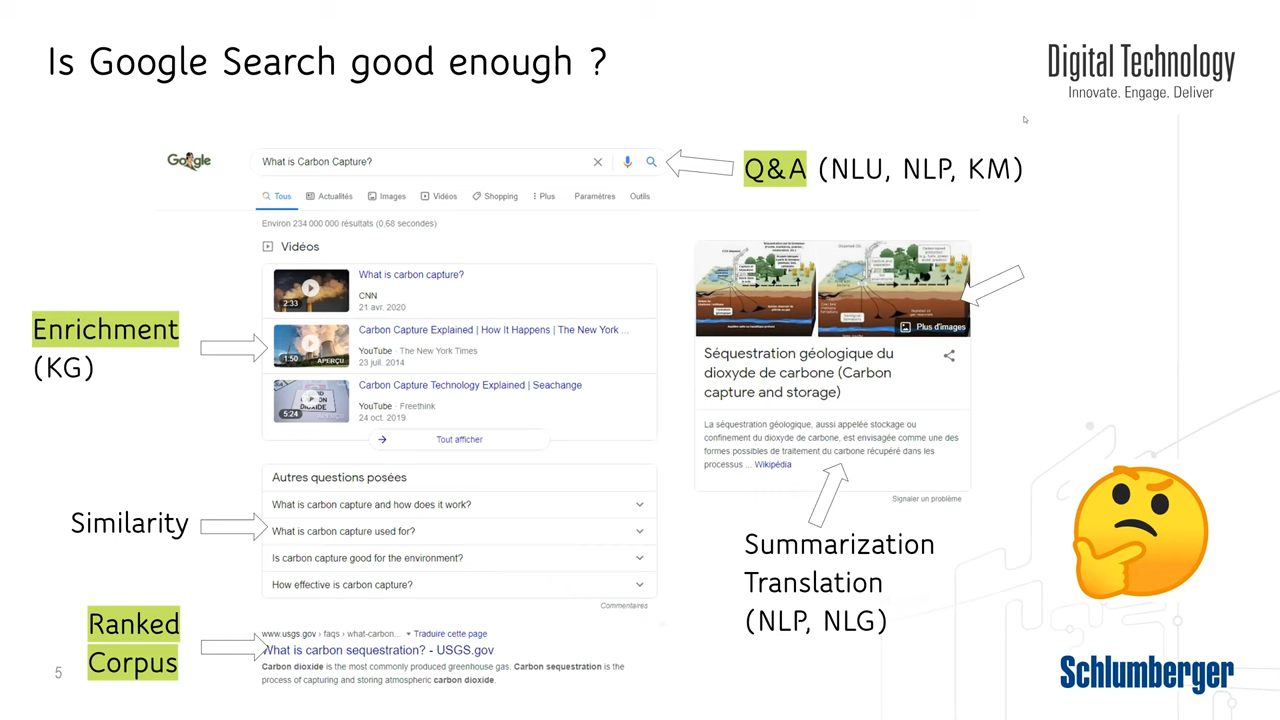 Is Google Search good enough ?
Digital Technology
Innovate. Engage. Deliver
Google
What is Carbon Capture?
Q&A (NLU, NLP, KM)
Tous
Actualités
Images
Vidéos
Shopping
Plus
Paramètres
Outils
Environ 234 000 000 résultats (0,68 secondes)
Vidéos
What is carbon capture?
CNN
21 avr. 2020
2:33
Enrichment
(KG)
Carbon Capture Explained | How It Happens | The New York ...
YouTube · The New York Times
23 juil. 2014
1:50
APERÇU
Carbon Capture Technology Explained | Seachange
YouTube · Freethink
24 oct. 2019
CARBON
DIOXIDE
5:24
Tout afficher
Plus d'images
Séquestration géologique du
dioxyde de carbone (Carbon
capture and storage)
La séquestration géologique, aussi appelée stockage ou
confinement du dioxyde de carbone, est envisagée comme une des
formes possibles de traitement du carbone récupéré dans les
processus ... Wikipédia
Signaler un problème
Autres questions posées
What is carbon capture and how does it work?
Similarity
What is carbon capture used for?
Is carbon capture good for the environment?
How effective is carbon capture?
Commentaires
Summarization
Translation
(NLP, NLG)
Ranked
Corpus
www.usgs.gov › faqs › what-carbon... Traduire cette page
What is carbon sequestration? - USGS.gov
Carbon dioxide is the most commonly produced greenhouse gas. Carbon sequestration is the
process of capturing and storing atmospheric carbon dioxide.
5
Schlumberger